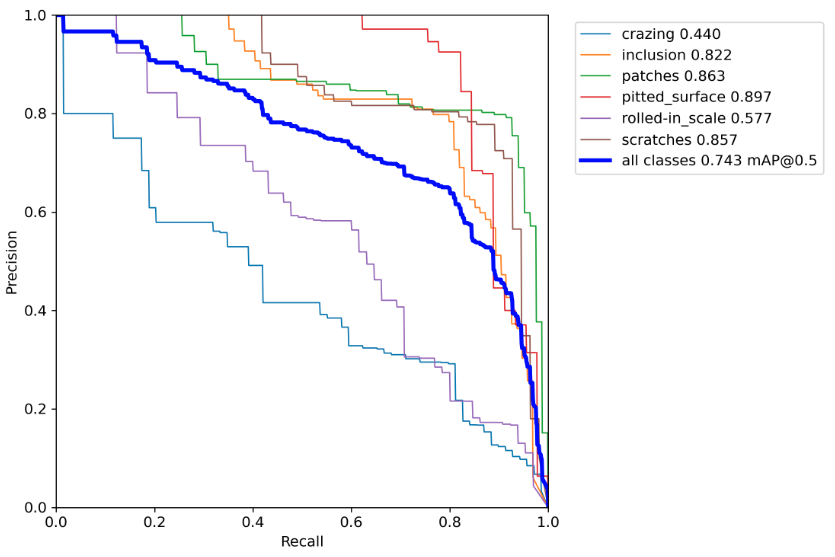 1.0
0.8
0.6
0.4
0.2
0.0
Precision
0.0 0.2 0.4 0.6 0.8 1.0
Recall
crazing 0.440
inclusion 0.822
patches 0.863
pitted_surface 0.897
rolled-in_scale 0.577
scratches 0.857
all classes 0.743 mAP@0.5